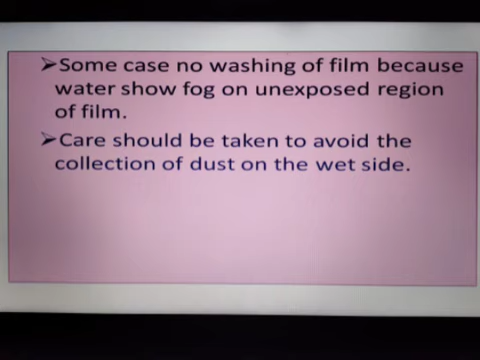 ➢Some case no washing of film because
water show fog on unexposed region
of film.
➢Care should be taken to avoid the
collection of dust on the wet side.